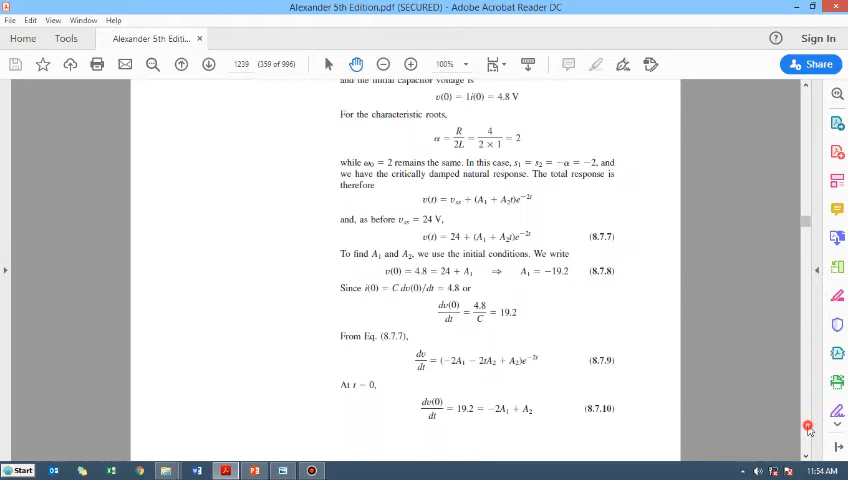 Alexander 5th Edition.pdf (SECURED) - Adobe Acrobat Reader DC
File Edit View Window Help
Home Tools Alexander 5th Editi... × Sign In
1239 (359 of 996) 100% Share
and the initial capacitor voltage is
v(0) = 1i(0) = 4.8 V
For the characteristic roots,
α = R/2L = 4/(2 × 1) = 2
while ω₀ = 2 remains the same. In this case, s₁ = s₂ = −α = −2, and
we have the critically damped natural response. The total response is
therefore
v(t) = vₛₛ + (A₁ + A₂t)e⁻²ᵗ
and, as before vₛₛ = 24 V,
v(t) = 24 + (A₁ + A₂t)e⁻²ᵗ (8.7.7)
To find A₁ and A₂, we use the initial conditions. We write
v(0) = 4.8 = 24 + A₁ ⇒ A₁ = −19.2 (8.7.8)
Since i(0) = C dv(0)/dt = 4.8 or
dv(0)/dt = 4.8/C = 19.2
From Eq. (8.7.7),
dv/dt = (−2A₁ − 2tA₂ + A₂)e⁻²ᵗ (8.7.9)
At t = 0,
dv(0)/dt = 19.2 = −2A₁ + A₂ (8.7.10)
Start 11:54 AM